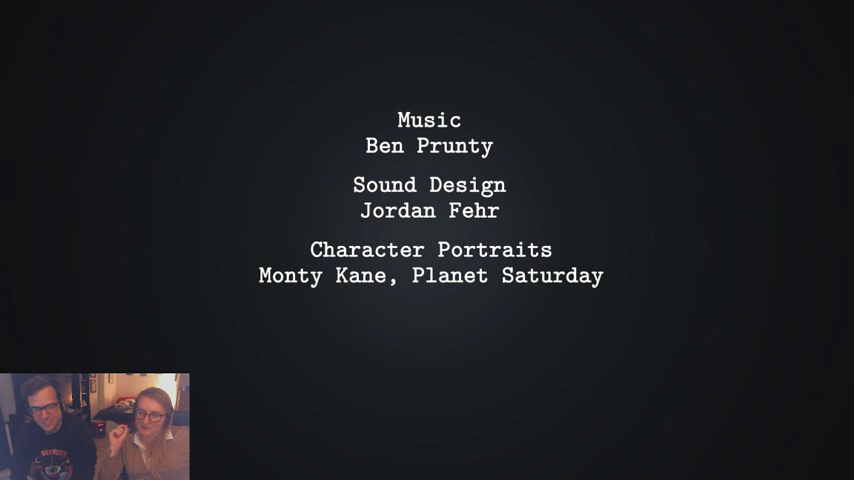 Music
Ben Prunty
Sound Design
Jordan Fehr
Character Portraits
Monty Kane, Planet Saturday